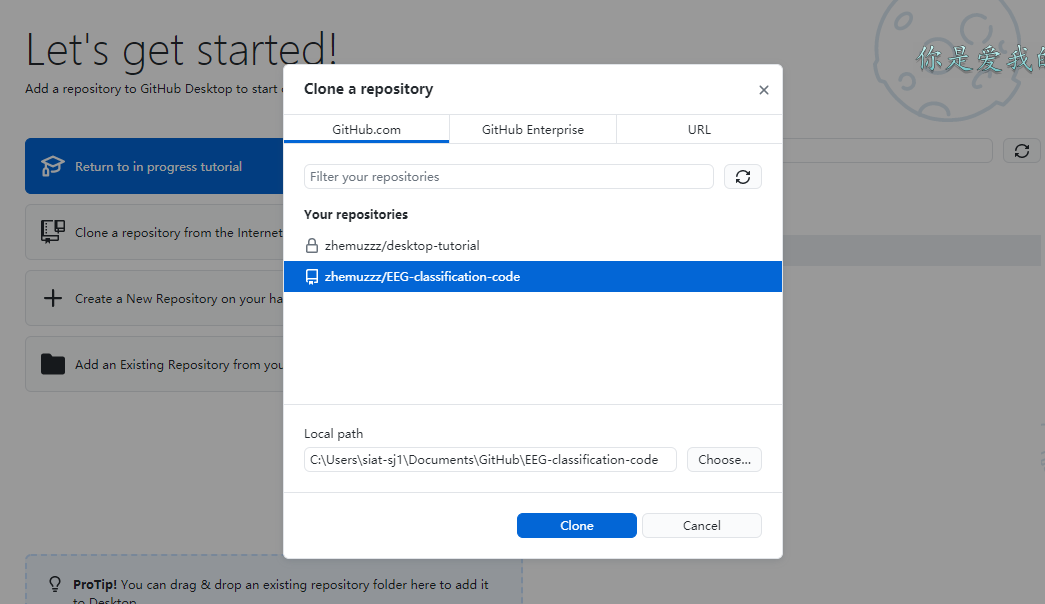 Let's get started!
Add a repository to GitHub Desktop to start
你是爱我的
Return to in progress tutorial
Clone a repository from the Internet
Create a New Repository on your ha
Add an Existing Repository from you
Clone a repository
GitHub.com
GitHub Enterprise
URL
Filter your repositories
Your repositories
zhemuzzz/desktop-tutorial
zhemuzzz/EEG-classification-code
Local path
C:\Users\siat-sj1\Documents\GitHub\EEG-classification-code
Choose...
Clone
Cancel
ProTip! You can drag & drop an existing repository folder here to add it
to Desktop